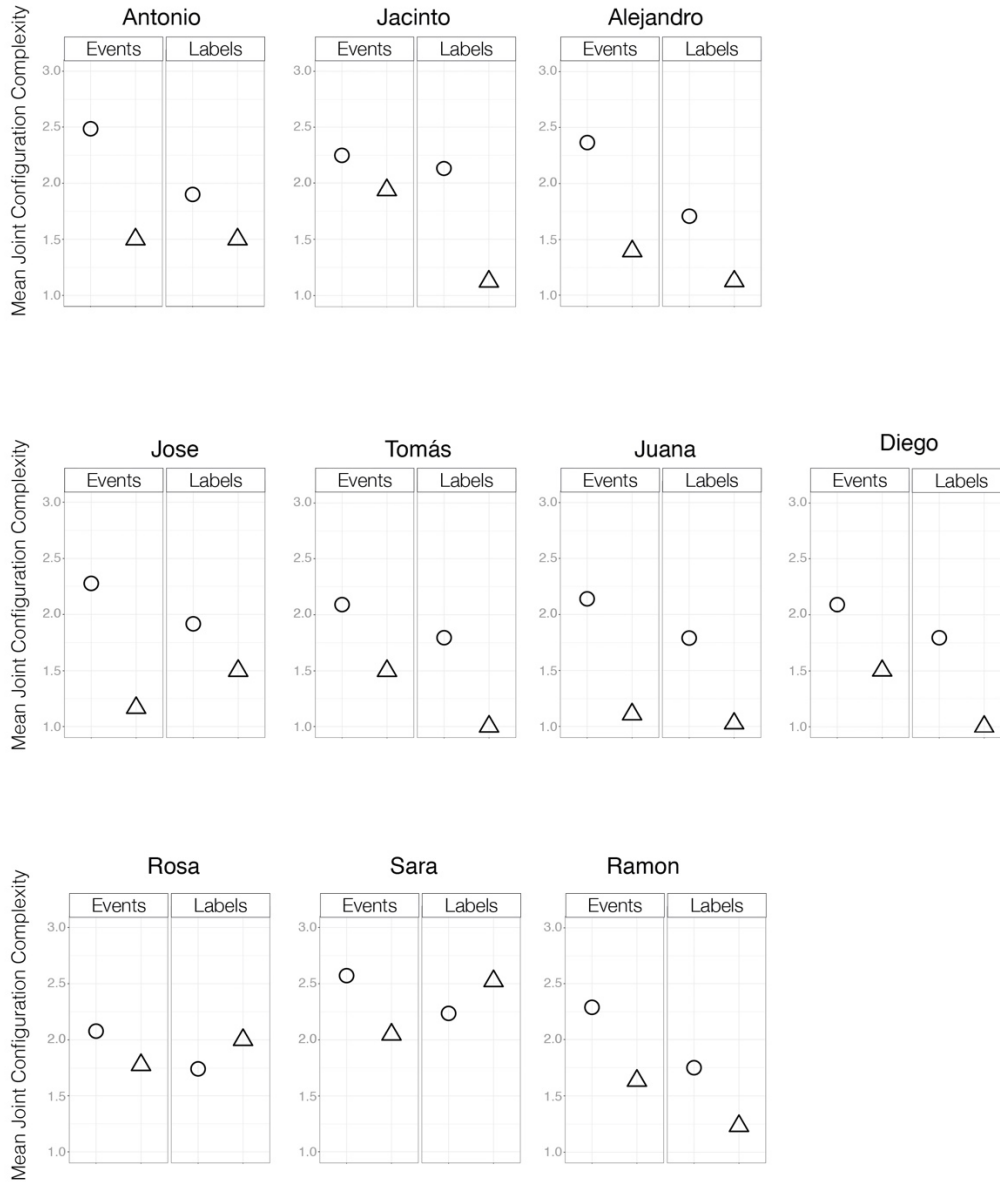 Antonio Jacinto Alejandro
Events Labels Events Labels Events Labels
Mean Joint Configuration Complexity
3.0 3.0 3.0
2.5 2.5 2.5
2.0 2.0 2.0
1.5 1.5 1.5
1.0 1.0 1.0
Jose Tomás Juana Diego
Events Labels Events Labels Events Labels Events Labels
Mean Joint Configuration Complexity
3.0 3.0 3.0 3.0
2.5 2.5 2.5 2.5
2.0 2.0 2.0 2.0
1.5 1.5 1.5 1.5
1.0 1.0 1.0 1.0
Rosa Sara Ramon
Events Labels Events Labels Events Labels
Mean Joint Configuration Complexity
3.0 3.0 3.0
2.5 2.5 2.5
2.0 2.0 2.0
1.5 1.5 1.5
1.0 1.0 1.0